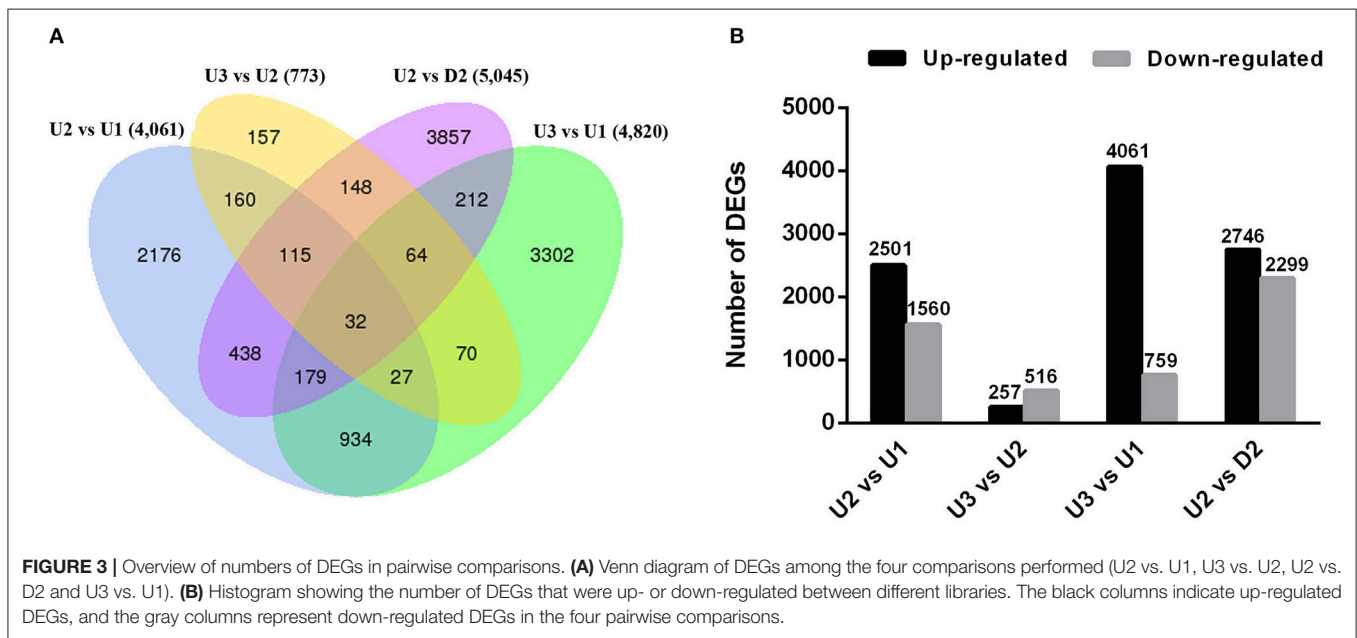 A
U3 vs U2 (773)
U2 vs D2 (5,045)
U2 vs U1 (4,061)
U3 vs U1 (4,820)
157
3857
160
148
212
2176
115
64
3302
32
438
179
27
70
934
B
Up-regulated
Down-regulated
Number of DEGs
5000
4000
3000
2000
1000
0
2501
1560
257
516
4061
759
2746
2299
U2 vs U1
U3 vs U2
U3 vs U1
U2 vs D2
FIGURE 3 | Overview of numbers of DEGs in pairwise comparisons. (A) Venn diagram of DEGs among the four comparisons performed (U2 vs. U1, U3 vs. U2, U2 vs.
D2 and U3 vs. U1). (B) Histogram showing the number of DEGs that were up- or down-regulated between different libraries. The black columns indicate up-regulated
DEGs, and the gray columns represent down-regulated DEGs in the four pairwise comparisons.